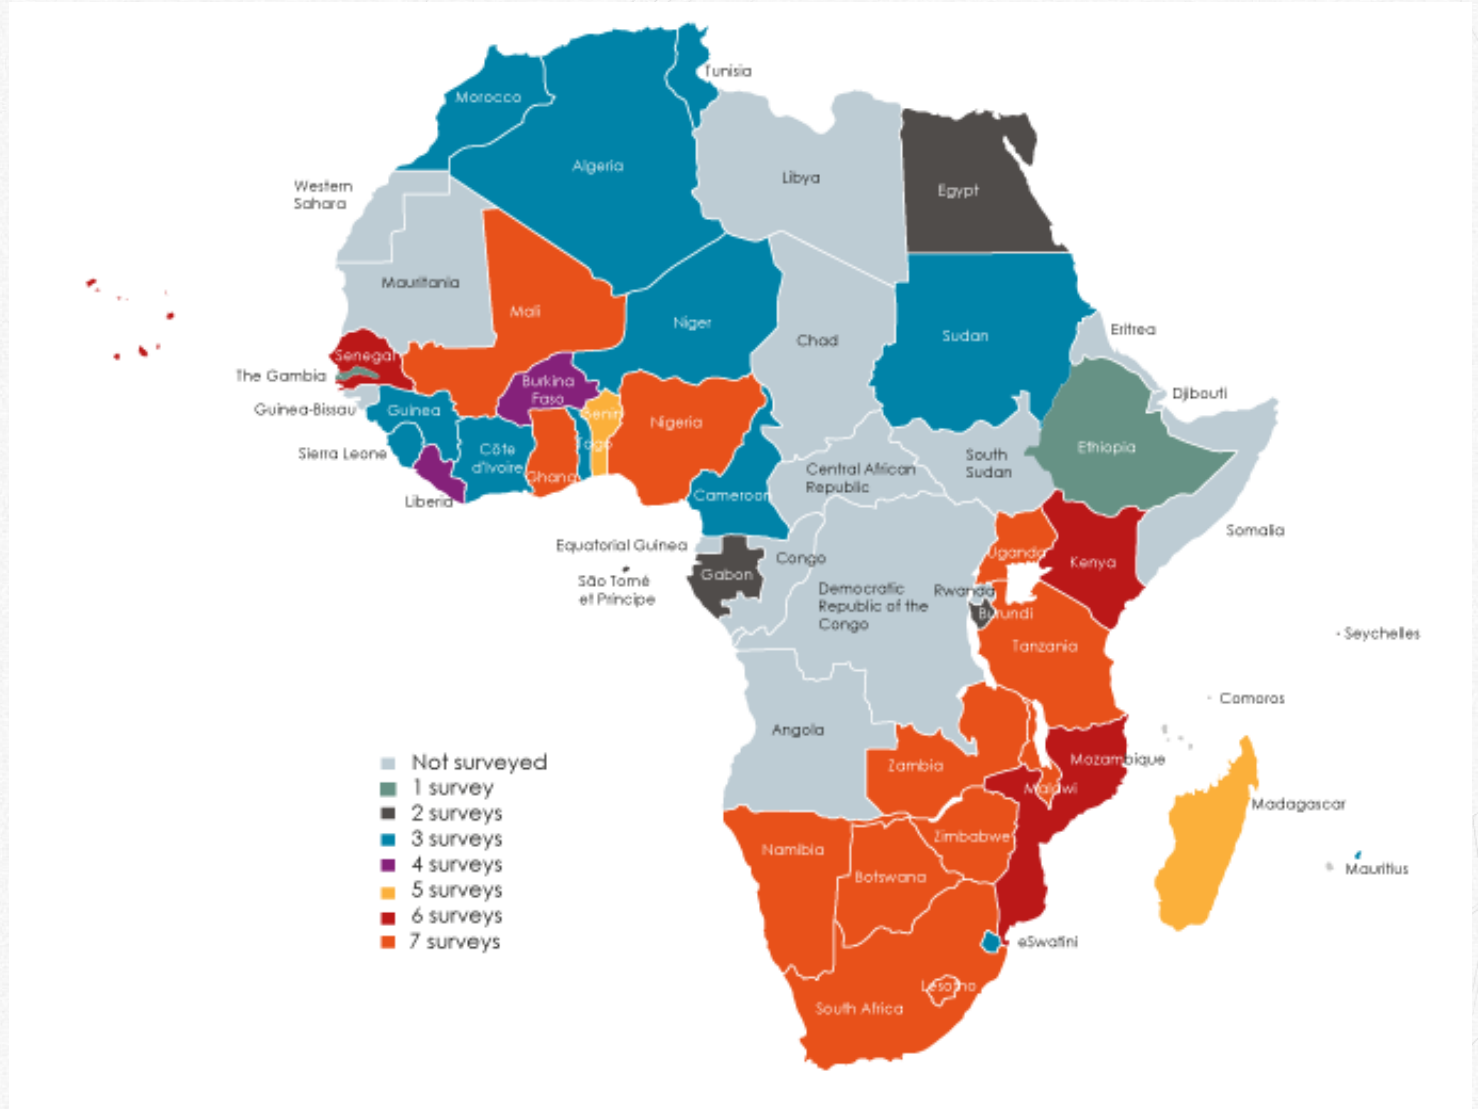 Tunisia
Morocco
Algeria
Libya
Egypt
Western
Sahara
Mauritania
Mali
Niger
Chad
Sudan
Eritrea
Senegal
The Gambia
Burkina
Faso
Djibouti
Guinea-Bissau
Guinea
Benin
Nigeria
Togo
Ethiopia
Sierra Leone
Côte
d'Ivoire
Ghana
South
Sudan
Central African
Republic
Liberia
Cameroon
Somalia
Equatorial Guinea
Congo
Uganda
Kenya
São Tomé
et Príncipe
Gabon
Democratic
Republic of the
Congo
Rwanda
Burundi
Seychelles
Tanzania
Comoros
Angola
Zambia
Mozambique
Malawi
Madagascar
Zimbabwe
Namibia
Botswana
Mauritius
eSwatini
Lesotho
South Africa
Not surveyed
1 survey
2 surveys
3 surveys
4 surveys
5 surveys
6 surveys
7 surveys